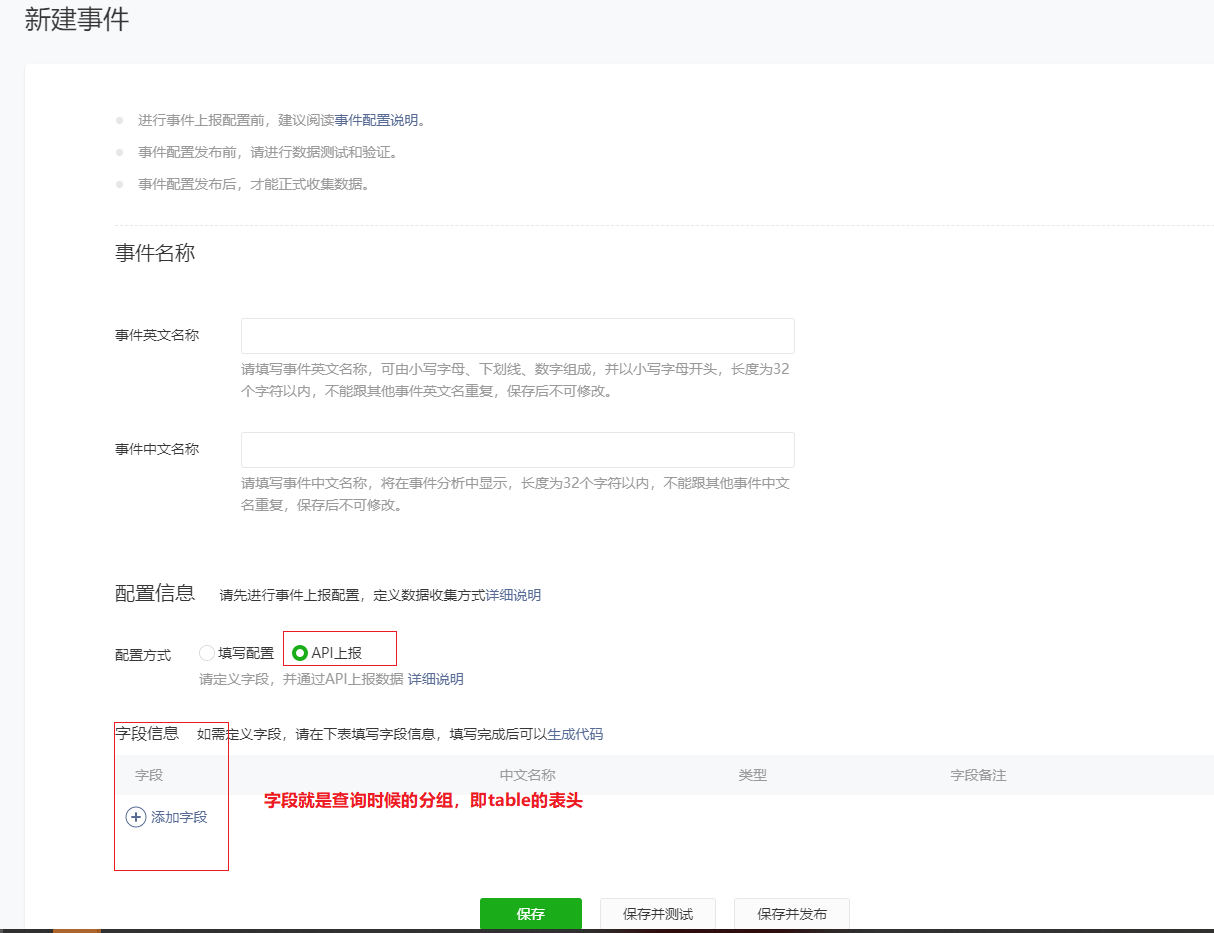 新建事件
进行事件上报配置前，建议阅读事件配置说明。
事件配置发布前，请进行数据测试和验证。
事件配置发布后，才能正式收集数据。
事件名称
事件英文名称
请填写事件英文名称，可由小写字母、下划线、数字组成，并以小写字母开头，长度为32
个字符以内，不能跟其他事件英文名重复，保存后不可修改。
事件中文名称
请填写事件中文名称，将在事件分析中显示，长度为32个字符以内，不能跟其他事件中文
名重复，保存后不可修改。
配置信息 请先进行事件上报配置，定义数据收集方式详细说明
配置方式 填写配置 API上报
请定义字段，并通过API上报数据 详细说明
字段信息 如需定义字段，请在下表填写字段信息，填写完成后可以生成代码
字段 中文名称 类型 字段备注
字段就是查询时候的分组，即table的表头
添加字段
保存 保存并测试 保存并发布